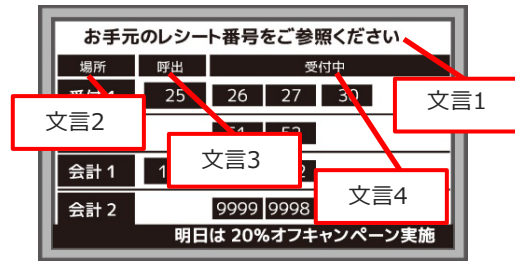 お手元のレシート番号をご参照ください
場所 呼出 受付中
25 26 27 30
文言1
文言2
文言3
会計 1
文言4
会計 2 9999 9998
明日は 20%オフキャンペーン実施